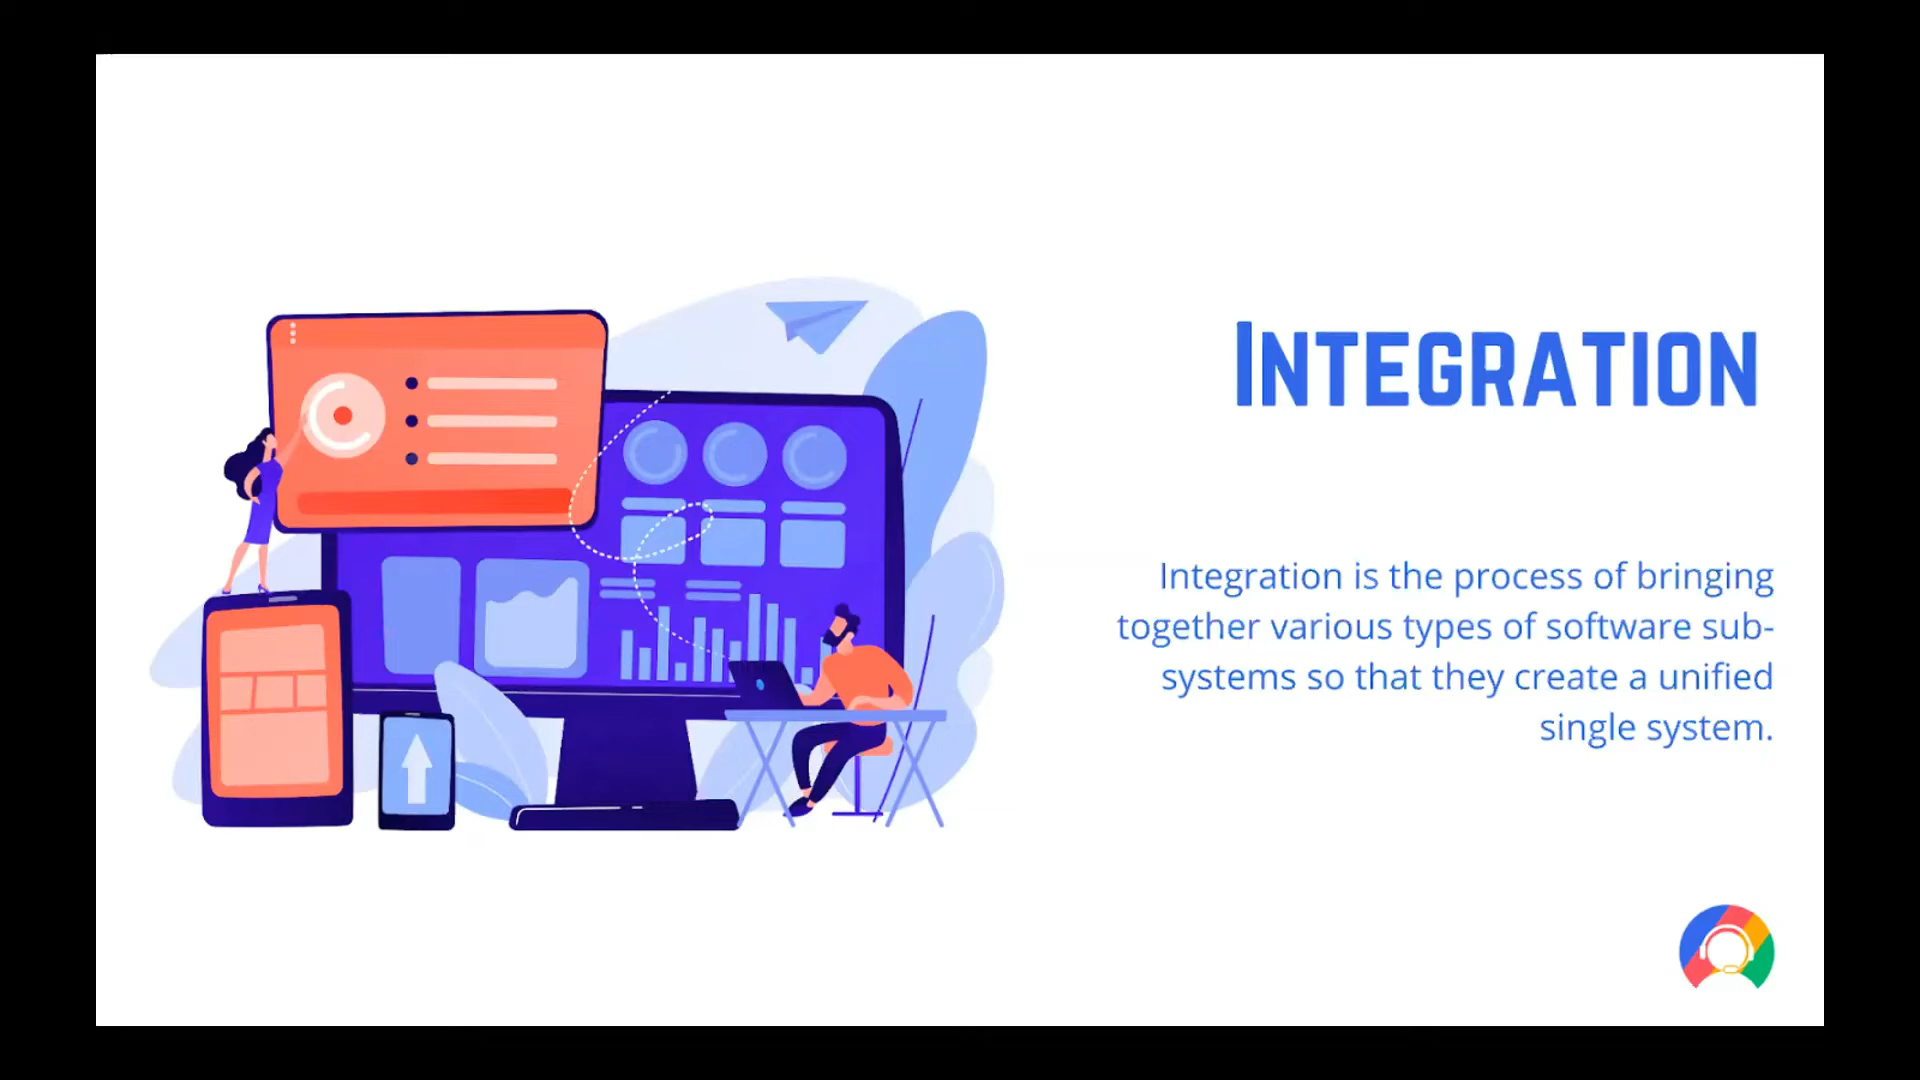 INTEGRATION
Integration is the process of bringing
together various types of software sub-
systems so that they create a unified
single system.